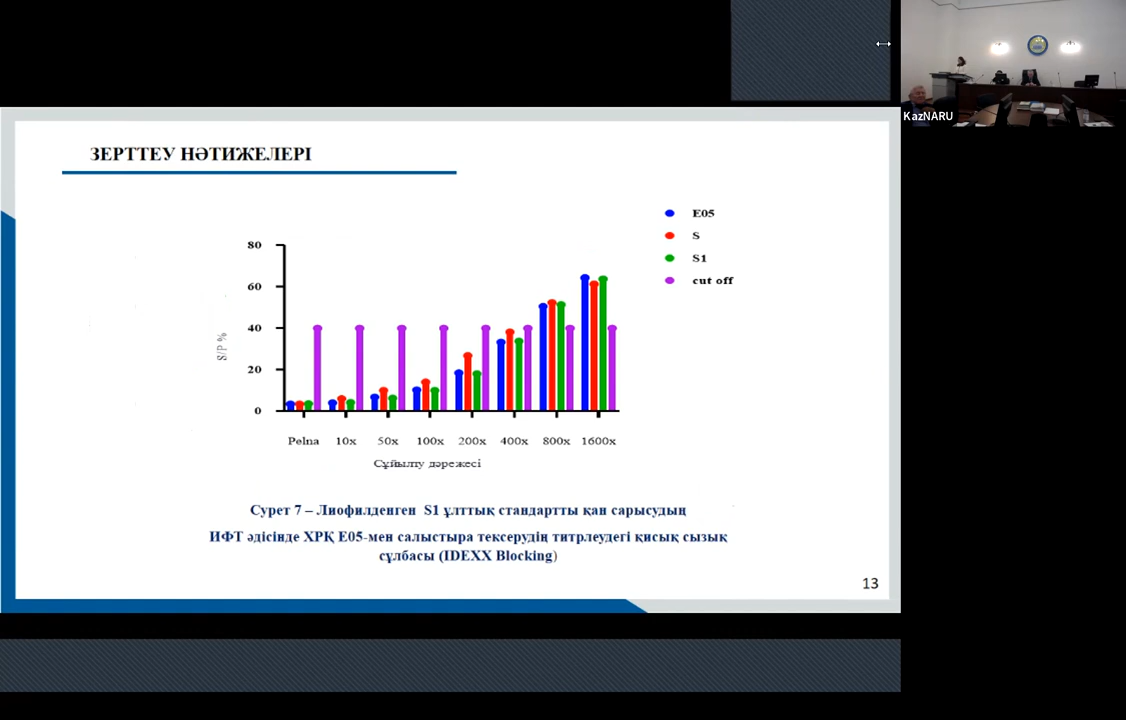 KazNARU
ЗЕРТТЕУ НӘТИЖЕЛЕРІ
E05
S
S1
cut off
80
60
40
20
0
S/P %
Pelna 10x 50x 100x 200x 400x 800x 1600x
Сұйылту дәрежесі
Сурет 7 – Лиофилденген S1 ұлттық стандартты қан сарысудың
ИФТ әдісінде ХРҚ E05-мен салыстыра тексерудің титрлеудегі қисық сызық
сұлбасы (IDEXX Blocking)
13